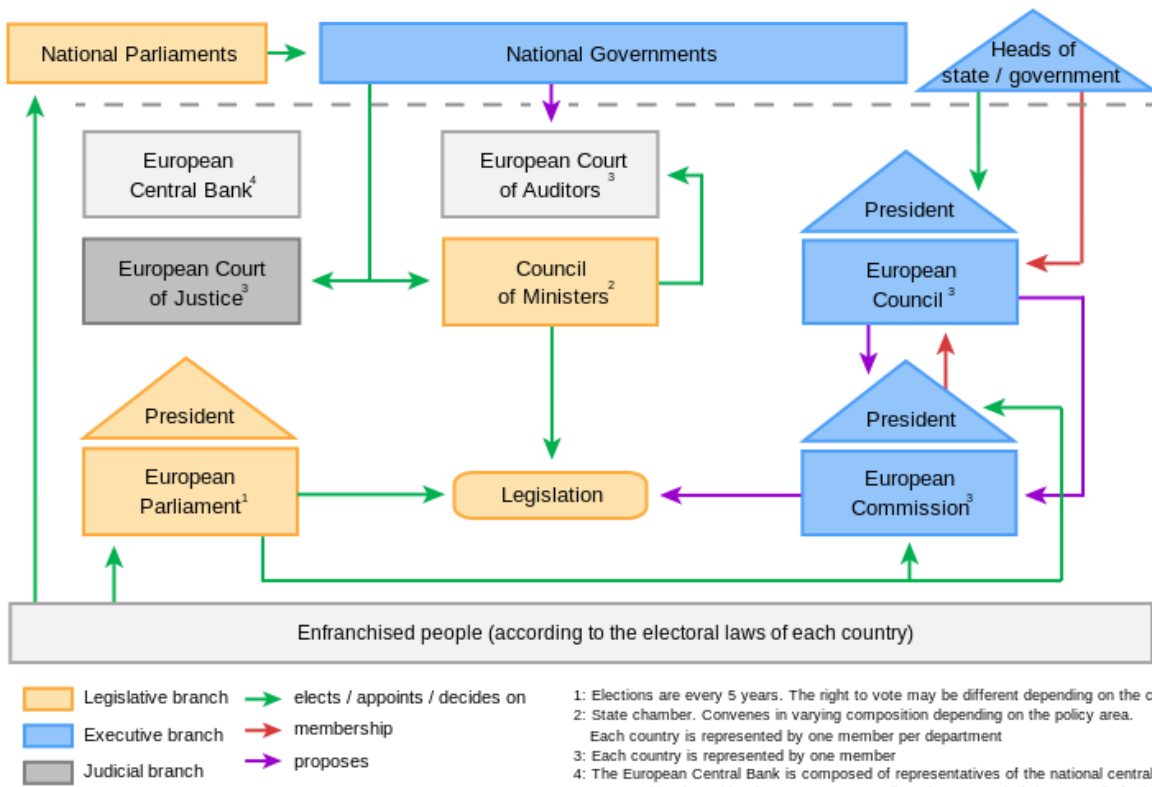 National Parliaments
National Governments
Heads of
state / government
European
Central Bank4
European Court
of Auditors 3
President
European Court
of Justice3
Council
of Ministers2
European
Council 3
President
European
Parliament1
Legislation
President
European
Commission3
Enfranchised people (according to the electoral laws of each country)
Legislative branch
Executive branch
Judicial branch
elects / appoints / decides on
membership
proposes
1: Elections are every 5 years. The right to vote may be different depending on the c
2: State chamber. Convenes in varying composition depending on the policy area.
Each country is represented by one member per department
3: Each country is represented by one member
4: The European Central Bank is composed of representatives of the national central